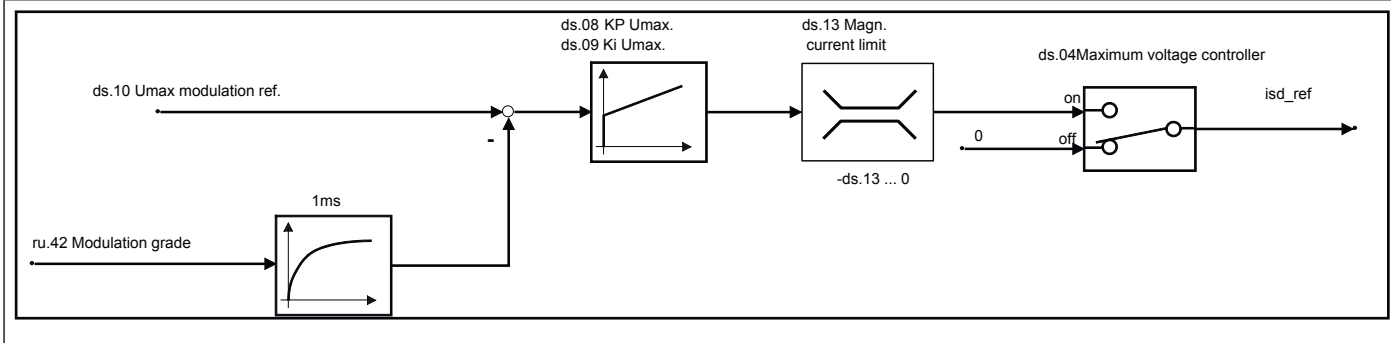 ds.08 KP Umax.
ds.09 Ki Umax.
ds.13 Magn.
current limit
ds.04Maximum voltage controller
ds.10 Umax modulation ref.
on
isd_ref
-
0
off
-ds.13 ... 0
1ms
ru.42 Modulation grade